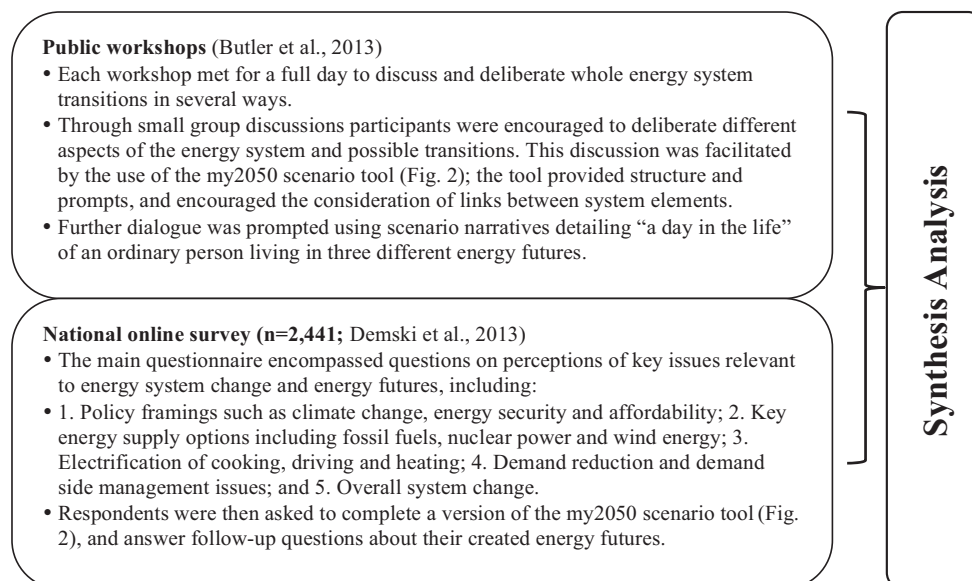 Public workshops (Butler et al., 2013)
• Each workshop met for a full day to discuss and deliberate whole energy system
transitions in several ways.
• Through small group discussions participants were encouraged to deliberate different
aspects of the energy system and possible transitions. This discussion was facilitated
by the use of the my2050 scenario tool (Fig. 2); the tool provided structure and
prompts, and encouraged the consideration of links between system elements.
• Further dialogue was prompted using scenario narratives detailing “a day in the life”
of an ordinary person living in three different energy futures.
National online survey (n=2,441; Demski et al., 2013)
• The main questionnaire encompassed questions on perceptions of key issues relevant
to energy system change and energy futures, including:
• 1. Policy framings such as climate change, energy security and affordability; 2. Key
energy supply options including fossil fuels, nuclear power and wind energy; 3.
Electrification of cooking, driving and heating; 4. Demand reduction and demand
side management issues; and 5. Overall system change.
• Respondents were then asked to complete a version of the my2050 scenario tool (Fig.
2), and answer follow-up questions about their created energy futures.
Synthesis Analysis